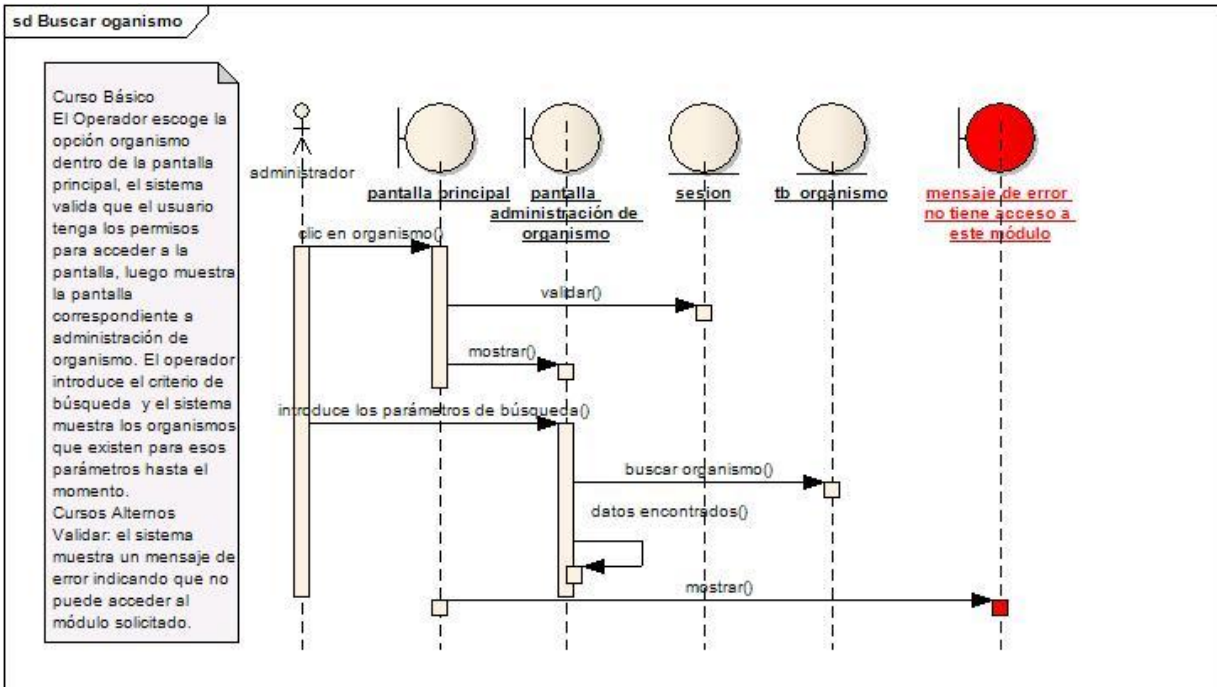 sd Buscar oganismo
Curso Básico
El Operador escoge la
opción organismo
dentro de la pantalla
principal, el sistema
valida que el usuario
tenga los permisos
para acceder a la
pantalla, luego muestra
la pantalla
correspondiente a
administración de
organismo. El operador
introduce el criterio de
búsqueda y el sistema
muestra los organismos
que existen para esos
parámetros hasta el
momento.
Cursos Alternos
Validar: el sistema
muestra un mensaje de
error indicando que no
puede acceder al
módulo solicitado.
administrador
pantalla principal
pantalla
administración de
organismo
sesion
tb_organismo
mensaje de error
no tiene acceso a
este módulo
clic en organismo()
validar()
mostrar()
introduce los parámetros de búsqueda()
buscar organismo()
datos encontrados()
mostrar()